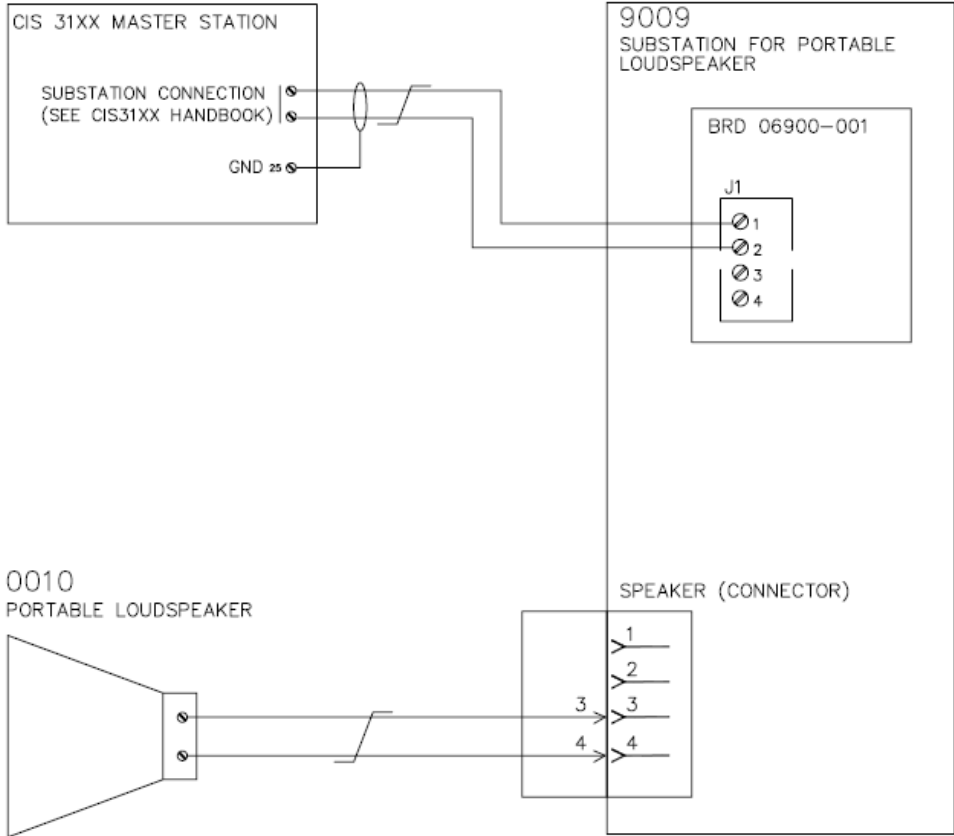 CIS 31XX MASTER STATION
SUBSTATION CONNECTION
(SEE CIS31XX HANDBOOK)
GND 25
9009
SUBSTATION FOR PORTABLE
LOUDSPEAKER
BRD 06900-001
J1
1
2
3
4
0010
PORTABLE LOUDSPEAKER
SPEAKER (CONNECTOR)
1
2
3 3
4 4